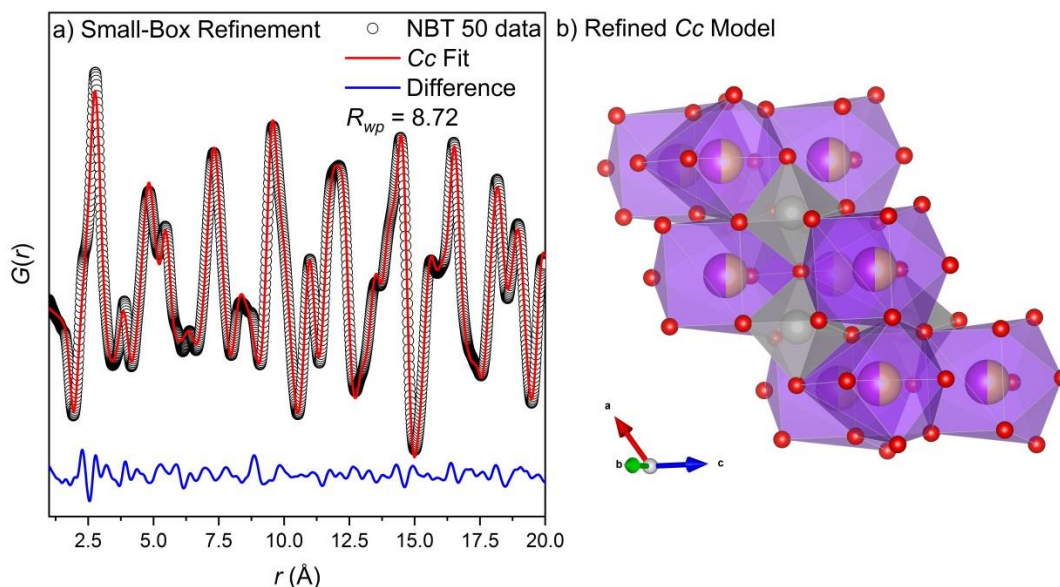 a) Small-Box Refinement
NBT 50 data
Cc Fit
Difference
Rwp = 8.72
G(r)
2.5 5.0 7.5 10.0 12.5 15.0 17.5 20.0
r (Å)
b) Refined Cc Model
a
b
c